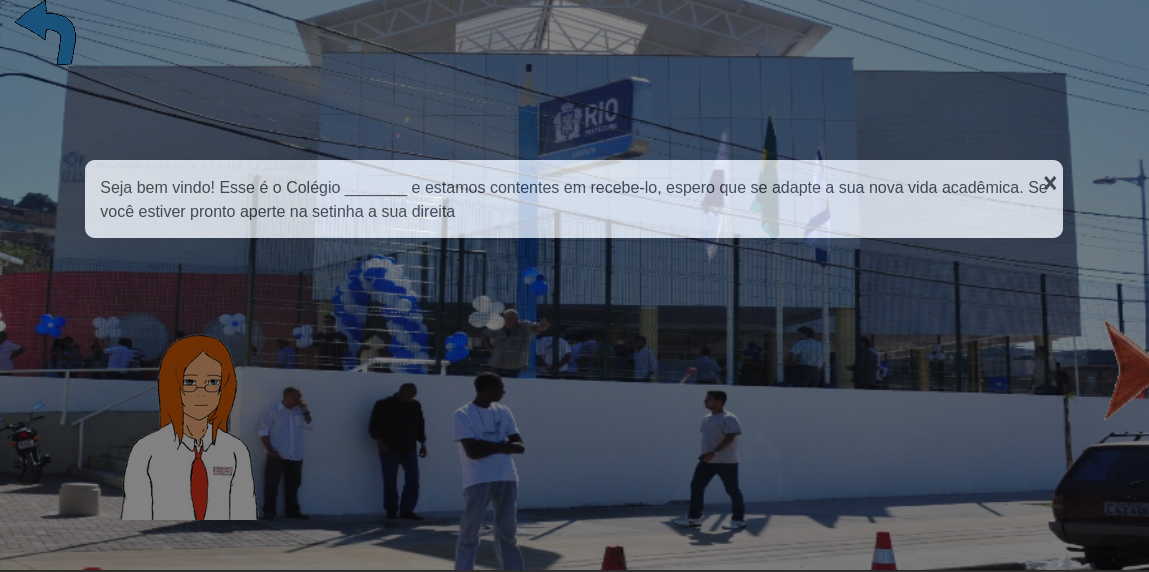 RIO
PREFEITURA
Seja bem vindo! Esse é o Colégio _______ e estamos contentes em recebe-lo, espero que se adapte a sua nova vida acadêmica. Se
você estiver pronto aperte na setinha a sua direita